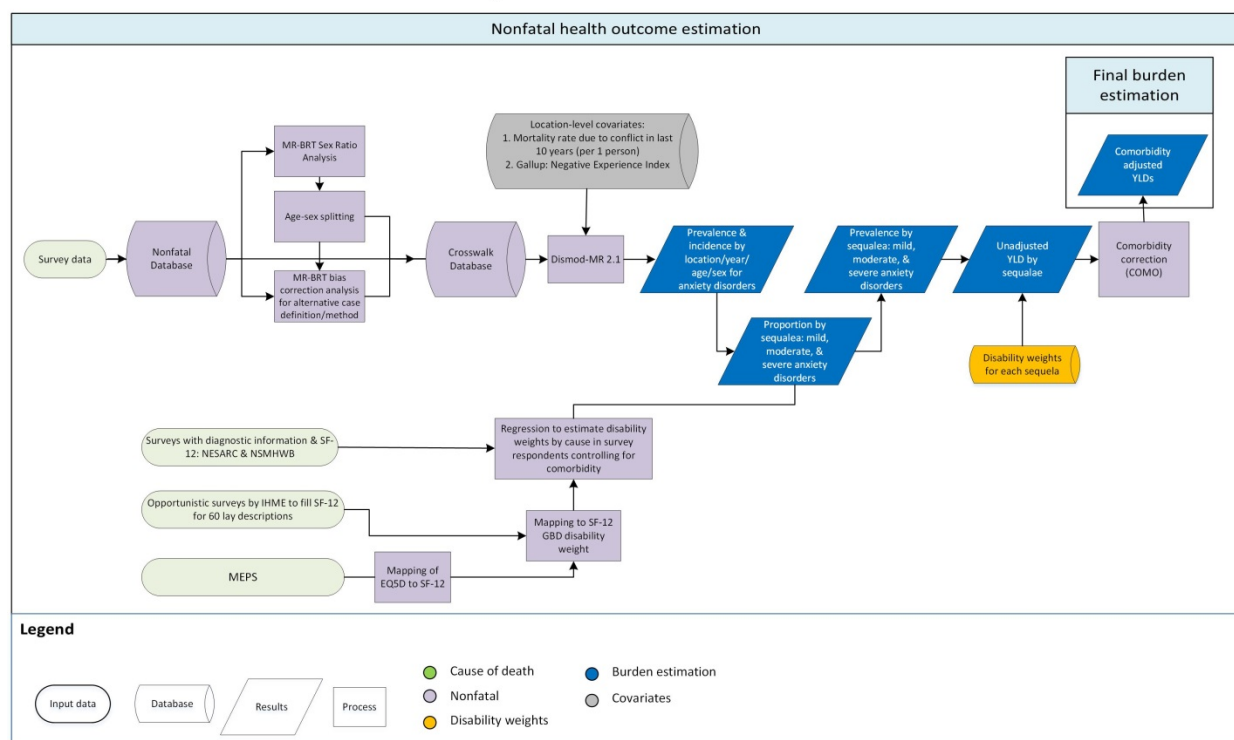 Nonfatal health outcome estimation
Final burden
estimation
Location-level covariates:
1. Mortality rate due to conflict in last
10 years (per 1 person)
2. Gallup: Negative Experience Index
MR-BRT Sex Ratio
Analysis
Comorbidity
adjusted
YLDs
Age-sex splitting
Survey data
Nonfatal
Database
Crosswalk
Database
Dismod-MR 2.1
Prevalence &
incidence by
location/year/
age/sex for
anxiety disorders
Prevalence by
sequalea: mild,
moderate, &
severe anxiety
disorders
Unadjusted
YLD by
sequalae
Comorbidity
correction
(COMO)
MR-BRT bias
correction analysis
for alternative case
definition/method
Proportion by
sequalea: mild,
moderate, &
severe anxiety
disorders
Disability weights
for each sequela
Surveys with diagnostic information & SF-
12: NESARC & NSMHWB
Regression to estimate disability
weights by cause in survey
respondents controlling for
comorbidity
Opportunistic surveys by IHME to fill SF-12
for 60 lay descriptions
Mapping to SF-12
GBD disability
weight
MEPS
Mapping of
EQ5D to SF-12
Legend
Input data
Database
Results
Process
Cause of death
Nonfatal
Disability weights
Burden estimation
Covariates